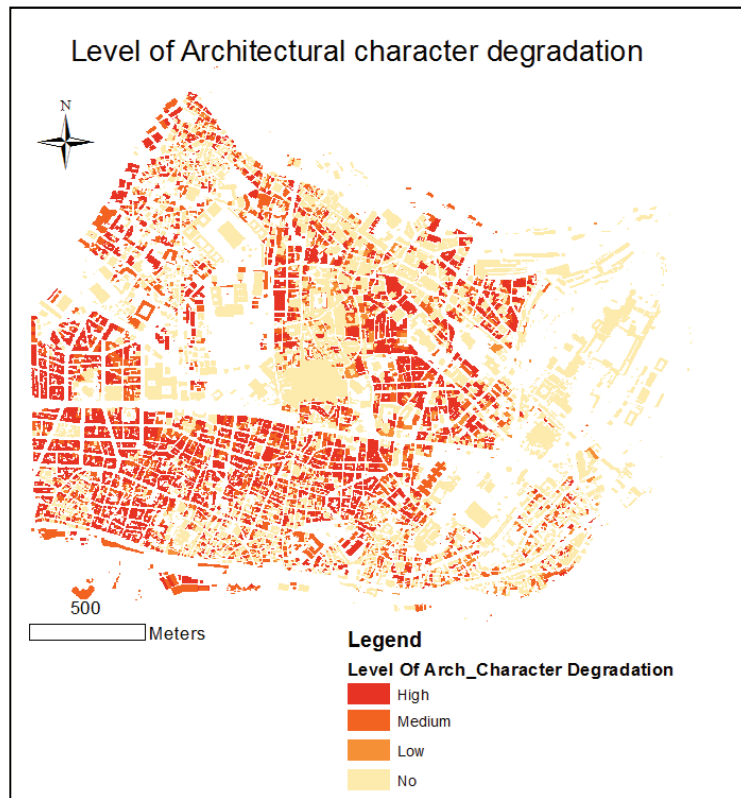 Level of Architectural character degradation
N
500
Meters
Legend
Level Of Arch_Character Degradation
High
Medium
Low
No